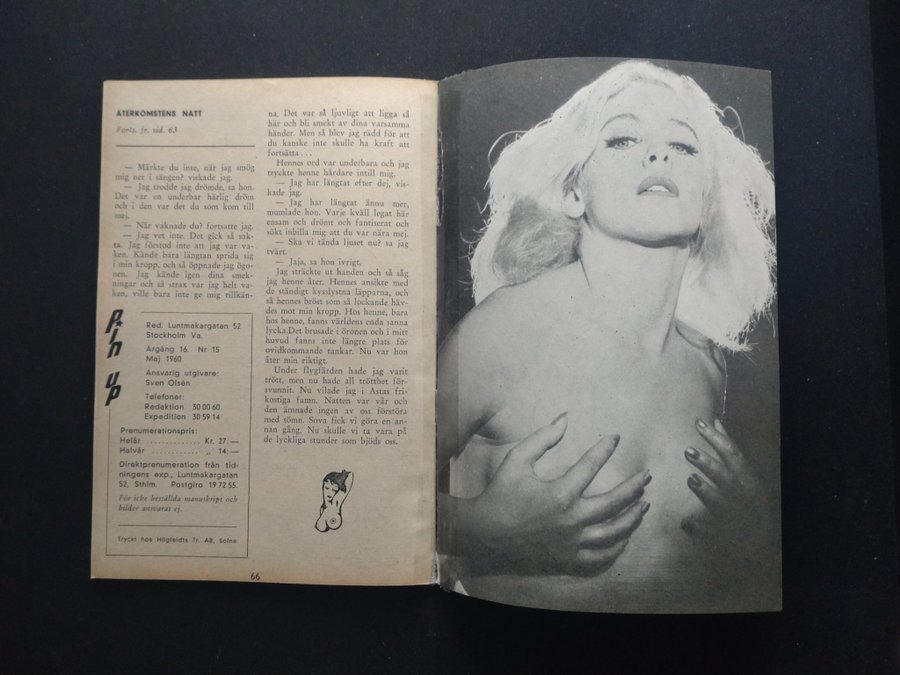 ÅTERKOMSTENS NATT
Forts. fr. sid. 63
— Märkte du inte, när jag smög
mig ner i sängen? viskade jag.
— Jag trodde jag drömde, sa hon.
Det var en underbar härlig dröm
och i den var det du som kom till
mej.
— När vaknade du? fortsatte jag.
— Jag vet inte. Det gick så sak-
ta. Jag förstod inte att jag var va-
ken. Kände bara längtan sprida sig
i min kropp, och så öppnade jag ögo-
nen. Jag kände igen dina smek-
ningar och så strax var jag helt va-
ken, ville bara inte ge mig tillkän-
Pin up
Red. Luntmakargatan 52
Stockholm Va.
Årgång 16. Nr 15
Maj 1960
Ansvarig utgivare:
Sven Olsén
Telefoner:
Redaktion 30 00 60
Expedition 30 59 14
Prenumerationspris:
Helår ............. Kr. 27:—
Halvår ............. „ 14:—
Direktprenumeration från tid-
ningens exp., Luntmakargatan
52, Sthlm. Postgiro 19 72 55.
För icke beställda manuskript och
bilder ansvaras ej.
Tryckt hos Högfeldts Tr. AB, Solna
na. Det var så ljuvligt att ligga så
här och bli smekt av dina varsamma
händer. Men så blev jag rädd för att
du kanske inte skulle ha kraft att
fortsätta . . .
Hennes ord var underbara och jag
tryckte henne hårdare intill mig.
— Jag har längtat efter dej, vis-
kade jag.
— Jag har längtat ännu mer,
mumlade hon. Varje kväll legat här
ensam och drömt och fantiserat och
sökt inbilla mig att du var nära mej.
— Ska vi tända ljuset nu? sa jag
tvärt.
— Jaja, sa hon ivrigt.
Jag sträckte ut handen och så såg
jag henne åter. Hennes ansikte med
de ständigt kysslystna läpparna, och
så hennes bröst som så lockande häv-
des mot min kropp. Hos henne, bara
hos henne, fanns världens enda sanna
lycka.Det brusade i öronen och i mitt
huvud fanns inte längre plats för
ovidkommande tankar. Nu var hon
åter min riktigt.
Under flygfärden hade jag varit
trött, men nu hade all trötthet för-
svunnit. Nu vilade jag i Astas fri-
kostiga famn. Natten var vår och
den ämnade ingen av oss förstöra
med sömn. Sova fick vi göra en an-
nan gång. Nu skulle vi ta vara på
de lyckliga stunder som bjöds oss.
66